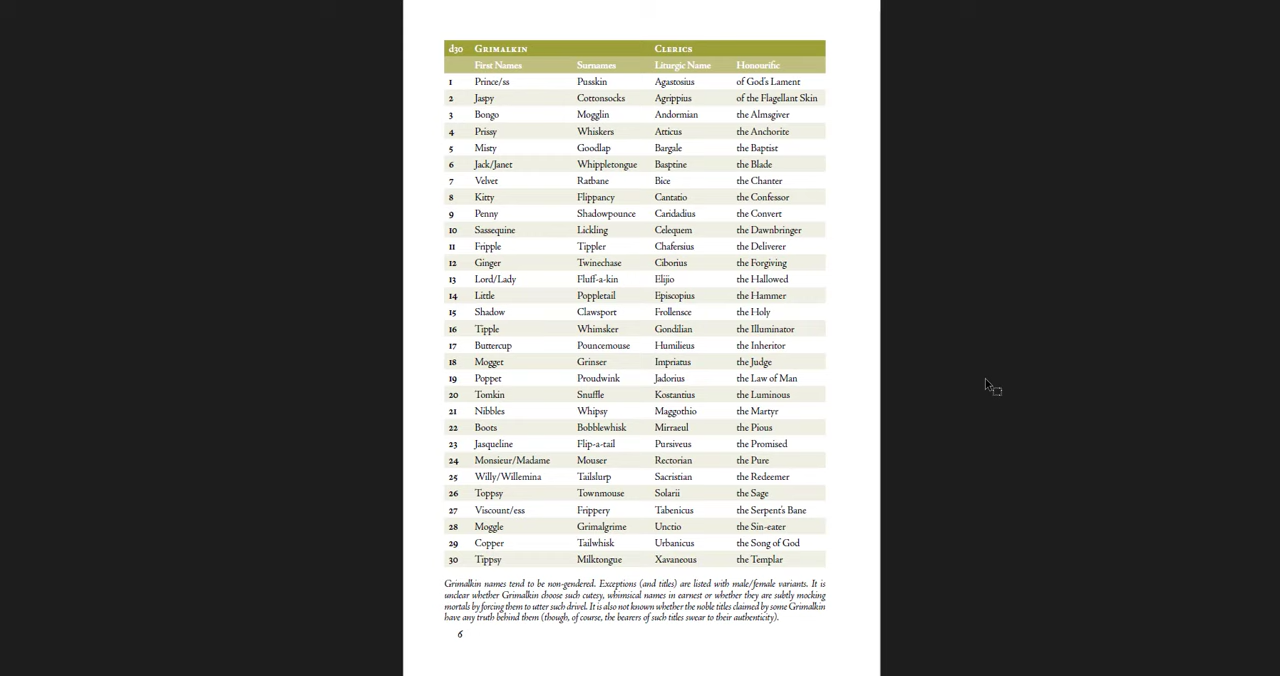 d30 Grimalkin Clerics
First Names Surnames Liturgic Name Honourific
1 Prince/ss Pusskin Agastosius of God's Lament
2 Jaspy Cottonsocks Agrippius of the Flagellant Skin
3 Bongo Mogglin Andormian the Almsgiver
4 Prissy Whiskers Atticus the Anchorite
5 Misty Goodlap Bargale the Baptist
6 Jack/Janet Whippletongue Basptine the Blade
7 Velvet Ratbane Bice the Chanter
8 Kitty Flippancy Cantatio the Confessor
9 Penny Shadowpounce Caridadius the Convert
10 Sassequine Lickling Celequem the Dawnbringer
11 Fripple Tippler Chafersius the Deliverer
12 Ginger Twinechase Ciborius the Forgiving
13 Lord/Lady Fluff-a-kin Elijio the Hallowed
14 Little Poppletail Episcopius the Hammer
15 Shadow Clawsport Frollensce the Holy
16 Tipple Whimsker Gondilian the Illuminator
17 Buttercup Pouncemouse Humilieus the Inheritor
18 Mogget Grinser Impriatus the Judge
19 Poppet Proudwink Jadorius the Law of Man
20 Tomkin Snuffle Kostantius the Luminous
21 Nibbles Whipsy Maggothio the Martyr
22 Boots Bobblewhisk Mirraeul the Pious
23 Jasqueline Flip-a-tail Pursiveus the Promised
24 Monsieur/Madame Mouser Rectorian the Pure
25 Willy/Willemina Tailslurp Sacristian the Redeemer
26 Toppsy Townmouse Solarii the Sage
27 Viscount/ess Frippery Tabenicus the Serpent's Bane
28 Moggle Grimalgrime Unctio the Sin-eater
29 Copper Tailwhisk Urbanicus the Song of God
30 Tippsy Milktongue Xavaneous the Templar
Grimalkin names tend to be non-gendered. Exceptions (and titles) are listed with male/female variants. It is
unclear whether Grimalkin choose such cutesy, whimsical names in earnest or whether they are subtly mocking
mortals by forcing them to utter such drivel. It is also not known whether the noble titles claimed by some Grimalkin
have any truth behind them (though, of course, the bearers of such titles swear to their authenticity).
6